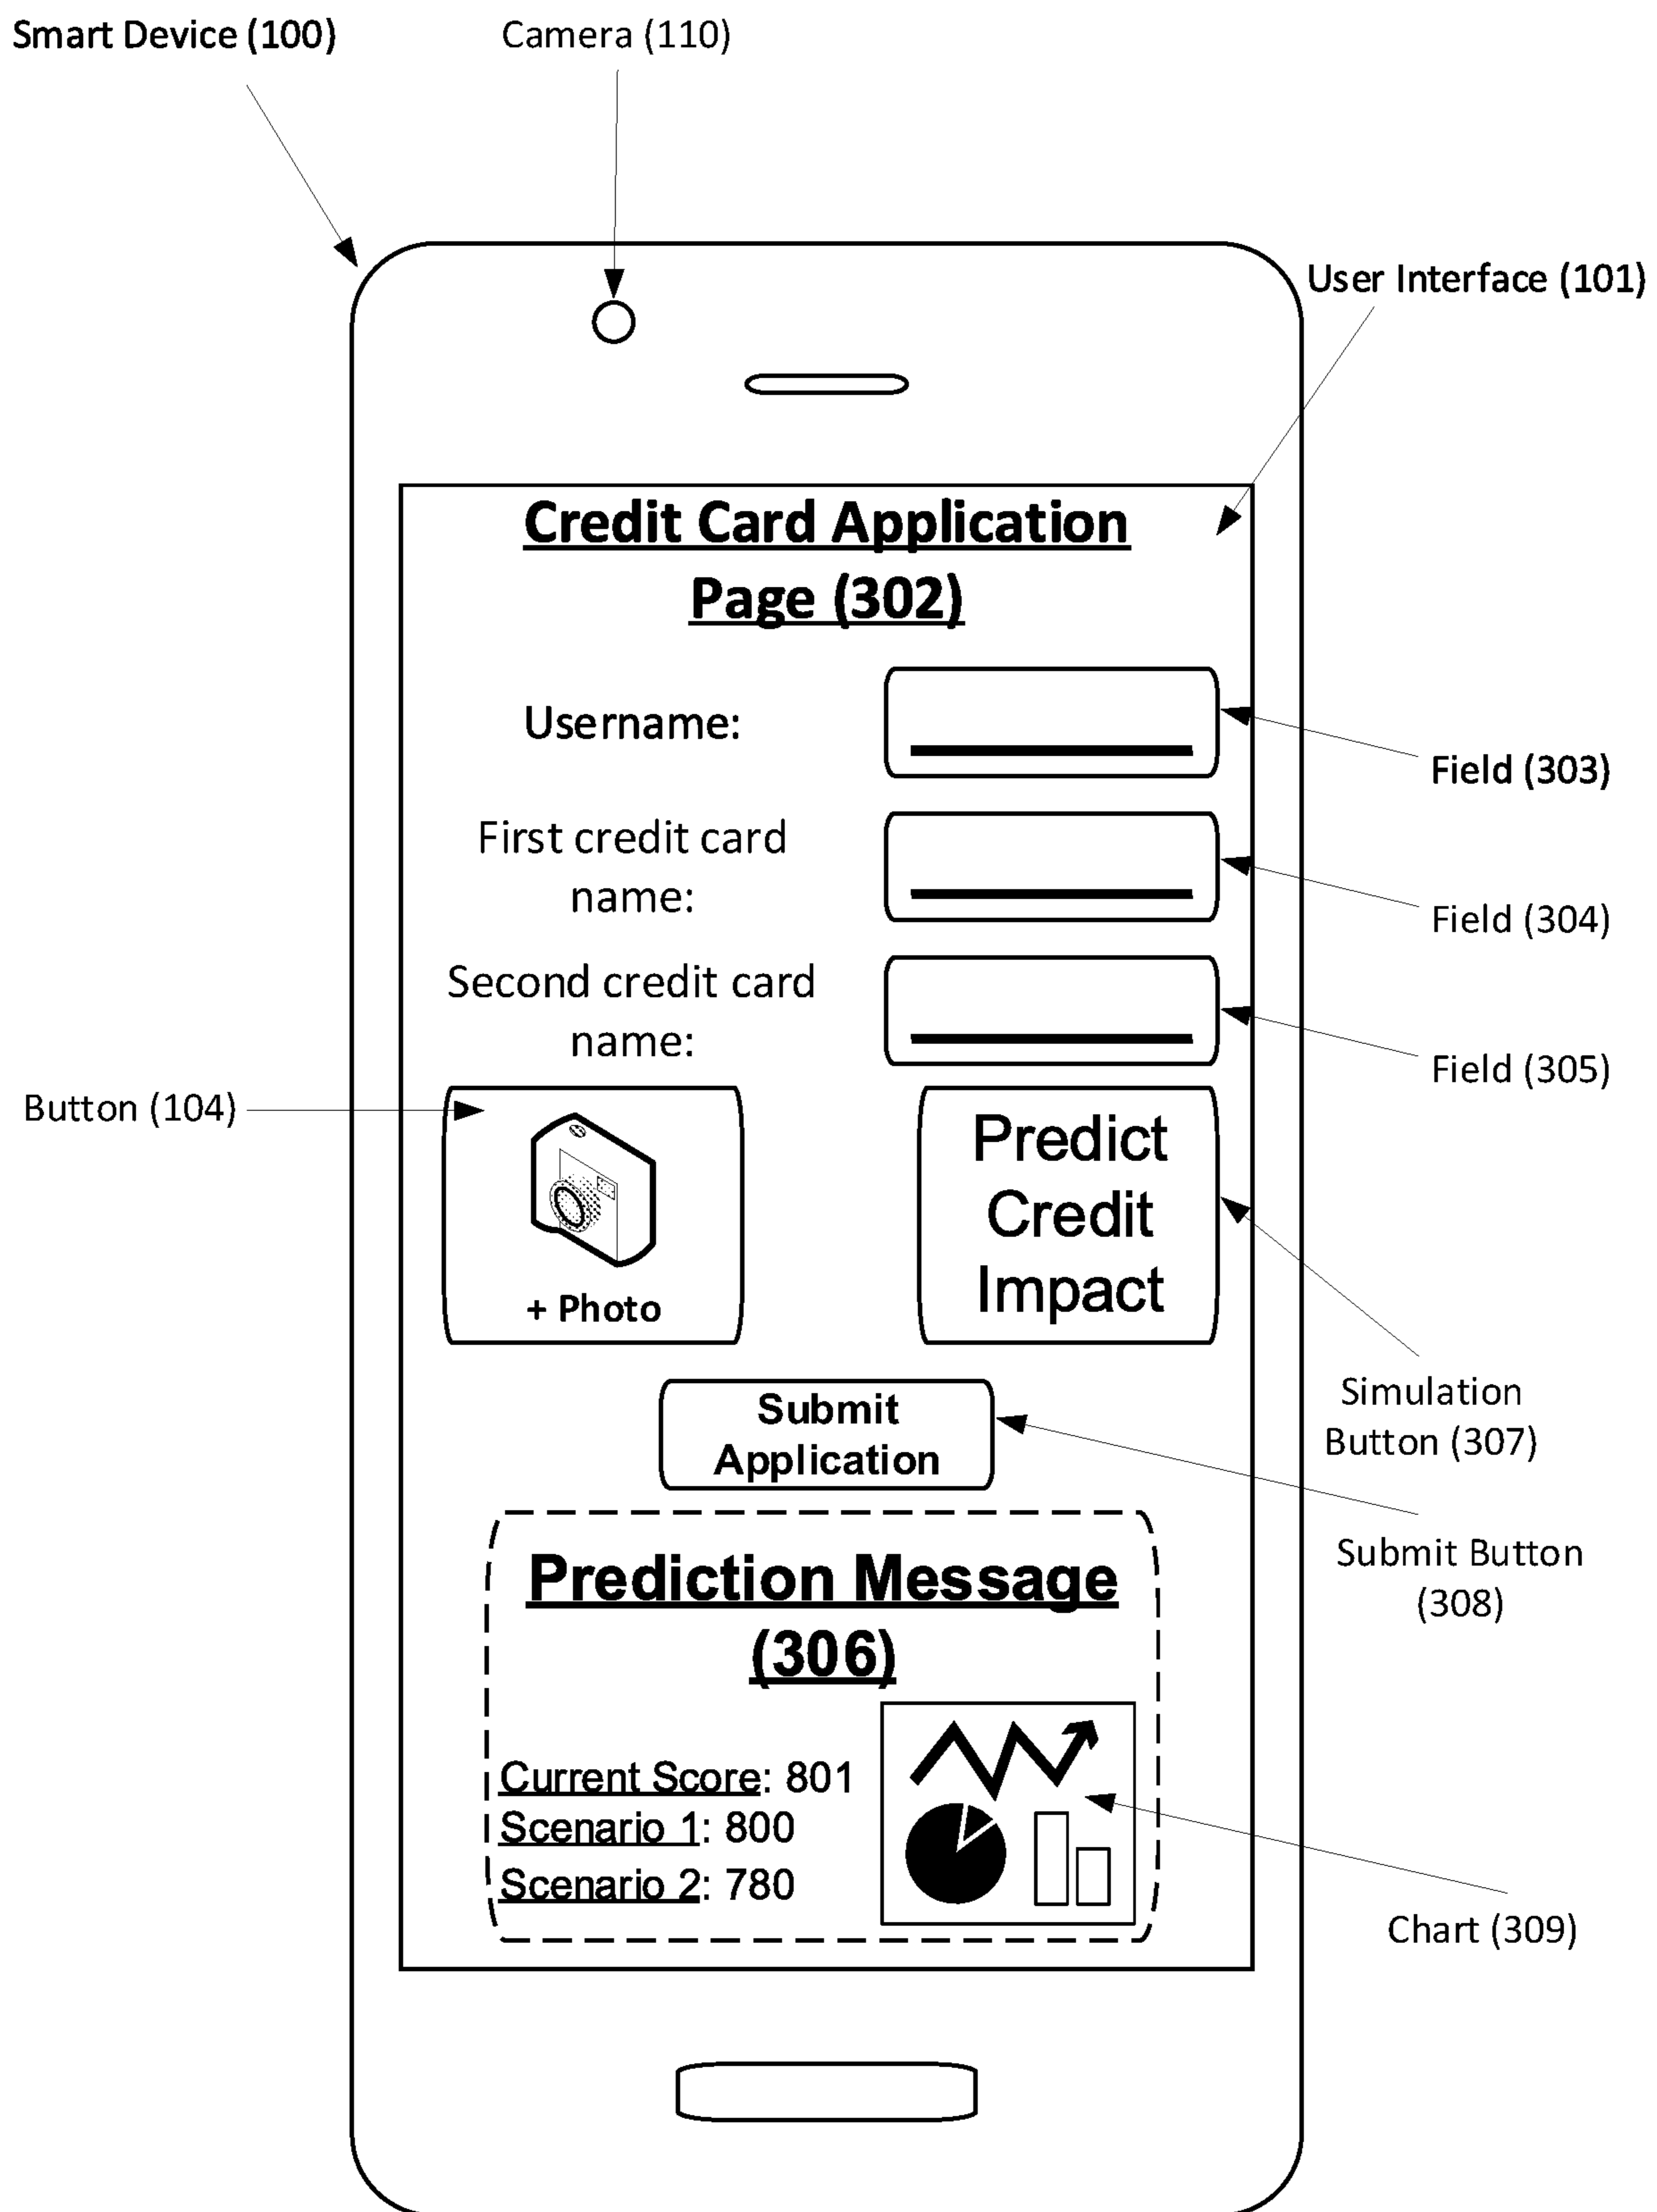 Smart Device (100)
Camera (110)
User Interface (101)
Credit Card Application
Page (302)
Username:
Field (303)
First credit card
name:
Field (304)
Second credit card
name:
Field (305)
Button (104)
+ Photo
Predict
Credit
Impact
Simulation
Button (307)
Submit
Application
Submit Button
(308)
Prediction Message
(306)
Current Score: 801
Scenario 1: 800
Scenario 2: 780
Chart (309)